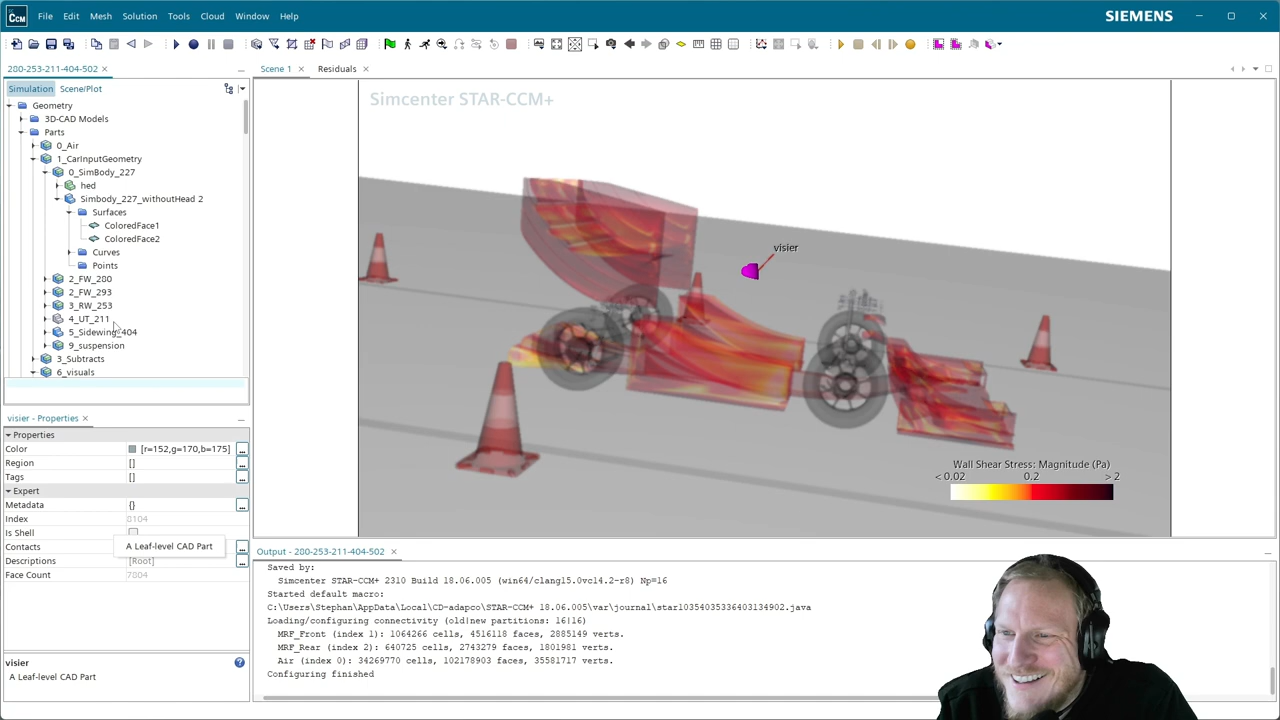 CCM
File Edit Mesh Solution Tools Cloud Window Help
SIEMENS
280-253-211-404-502
Simulation Scene/Plot
Geometry
3D-CAD Models
Parts
0_Air
1_CarInputGeometry
0_SimBody_227
hed
Simbody_227_withoutHead 2
Surfaces
ColoredFace1
ColoredFace2
Curves
Points
2_FW_280
2_FW_293
3_RW_253
4_UT_211
5_Sidewing_404
9_suspension
3_Subtracts
6_visuals
visier - Properties
Properties
Color [r=152,g=170,b=175]
Region []
Tags []
Expert
Metadata {}
Index 8104
Is Shell
Contacts
A Leaf-level CAD Part
Descriptions [Root]
Face Count 7804
visier
A Leaf-level CAD Part
Scene 1 Residuals
Simcenter STAR-CCM+
visier
Wall Shear Stress: Magnitude (Pa)
< 0.02 0.2 > 2
Output - 280-253-211-404-502
Saved by:
Simcenter STAR-CCM+ 2310 Build 18.06.005 (win64/clang15.0vc14.2-r8) Np=16
Started default macro:
C:\Users\Stephan\AppData\Local\CD-adapco\STAR-CCM+ 18.06.005\var\journal\star10354035336403134902.java
Loading/configuring connectivity (old|new partitions: 16|16)
MRF_Front (index 1): 1064266 cells, 4516118 faces, 2885149 verts.
MRF_Rear (index 2): 640725 cells, 2743279 faces, 1801981 verts.
Air (index 0): 34269770 cells, 102178903 faces, 35581717 verts.
Configuring finished